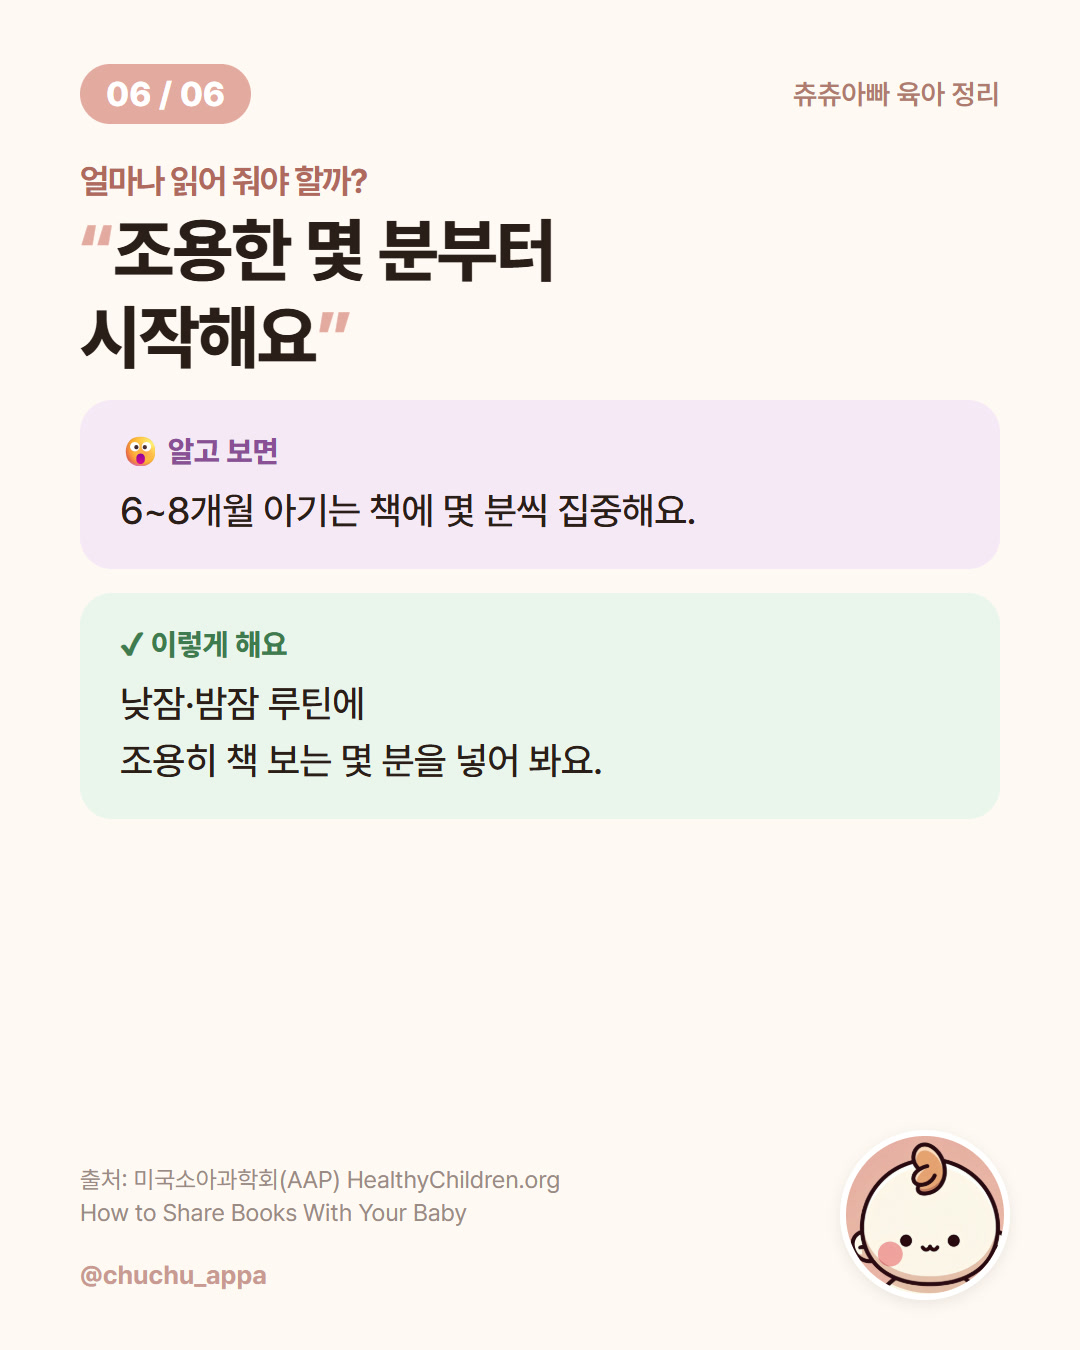 06 / 06
츄츄아빠 육아 정리
얼마나 읽어 줘야 할까?
“조용한 몇 분부터
시작해요”
😲 알고 보면
6~8개월 아기는 책에 몇 분씩 집중해요.
✔ 이렇게 해요
낮잠·밤잠 루틴에
조용히 책 보는 몇 분을 넣어 봐요.
출처: 미국소아과학회(AAP) HealthyChildren.org
How to Share Books With Your Baby
@chuchu_appa